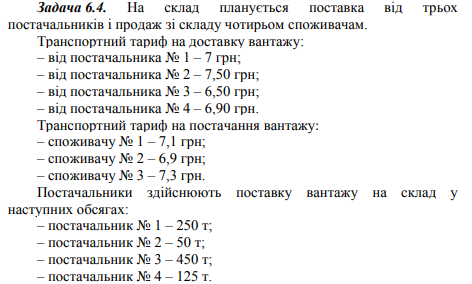 Задача 6.4. На склад планується поставка від трьох
постачальників і продаж зі складу чотирьом споживачам.
Транспортний тариф на доставку вантажу:
– від постачальника № 1 – 7 грн;
– від постачальника № 2 – 7,50 грн;
– від постачальника № 3 – 6,50 грн;
– від постачальника № 4 – 6,90 грн.
Транспортний тариф на постачання вантажу:
– споживачу № 1 – 7,1 грн;
– споживачу № 2 – 6,9 грн;
– споживачу № 3 – 7,3 грн.
Постачальники здійснюють поставку вантажу на склад у
наступних обсягах:
– постачальник № 1 – 250 т;
– постачальник № 2 – 50 т;
– постачальник № 3 – 450 т;
– постачальник № 4 – 125 т.